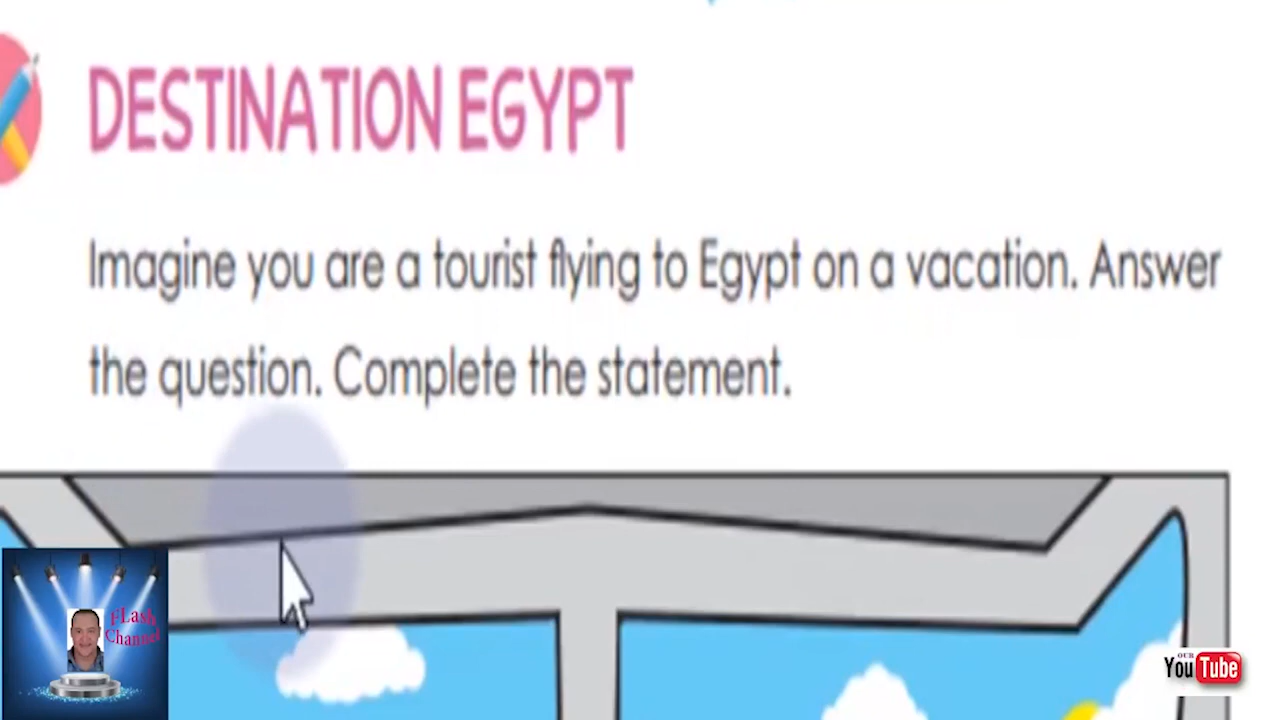 DESTINATION EGYPT
Imagine you are a tourist flying to Egypt on a vacation. Answer
the question. Complete the statement.
FLash
Channel
OUR
YouTube